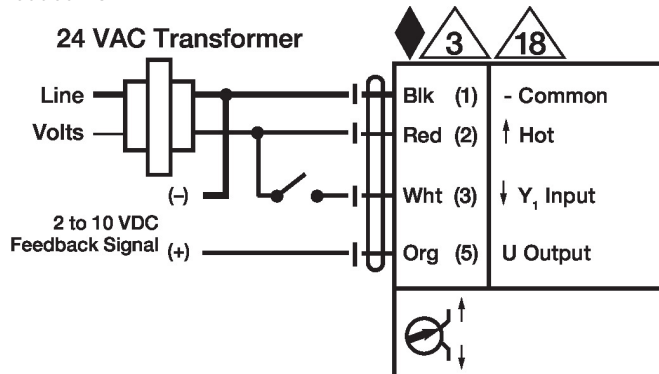 24 VAC Transformer
3
18
Line
Volts
Blk (1) - Common
Red (2) ↑ Hot
(–)
Wht (3) ↓ Y₁ Input
2 to 10 VDC
Feedback Signal (+)
Org (5) U Output